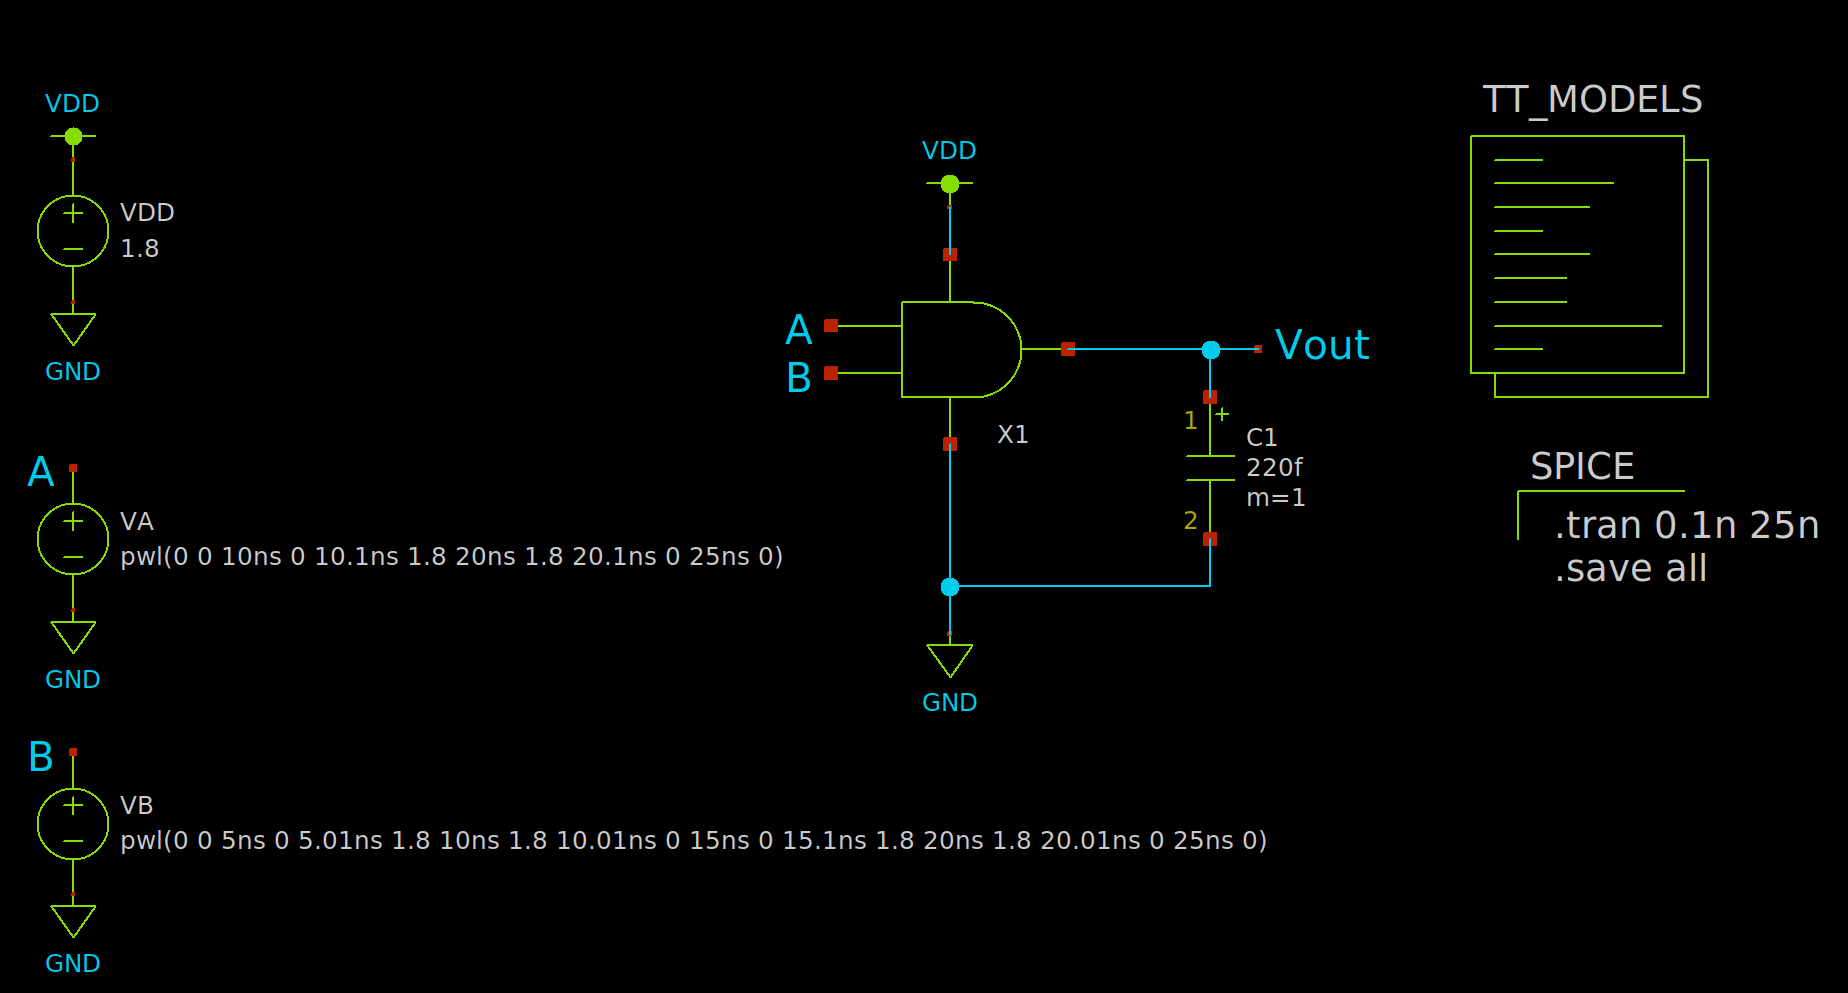 VDD
VDD
1.8
GND
A
VA
pwl(0 0 10ns 0 10.1ns 1.8 20ns 1.8 20.1ns 0 25ns 0)
GND
B
VB
pwl(0 0 5ns 0 5.01ns 1.8 10ns 1.8 10.01ns 0 15ns 0 15.1ns 1.8 20ns 1.8 20.01ns 0 25ns 0)
GND
VDD
A
B
X1
Vout
1
C1
220f
m=1
2
GND
TT_MODELS
SPICE
.tran 0.1n 25n
.save all